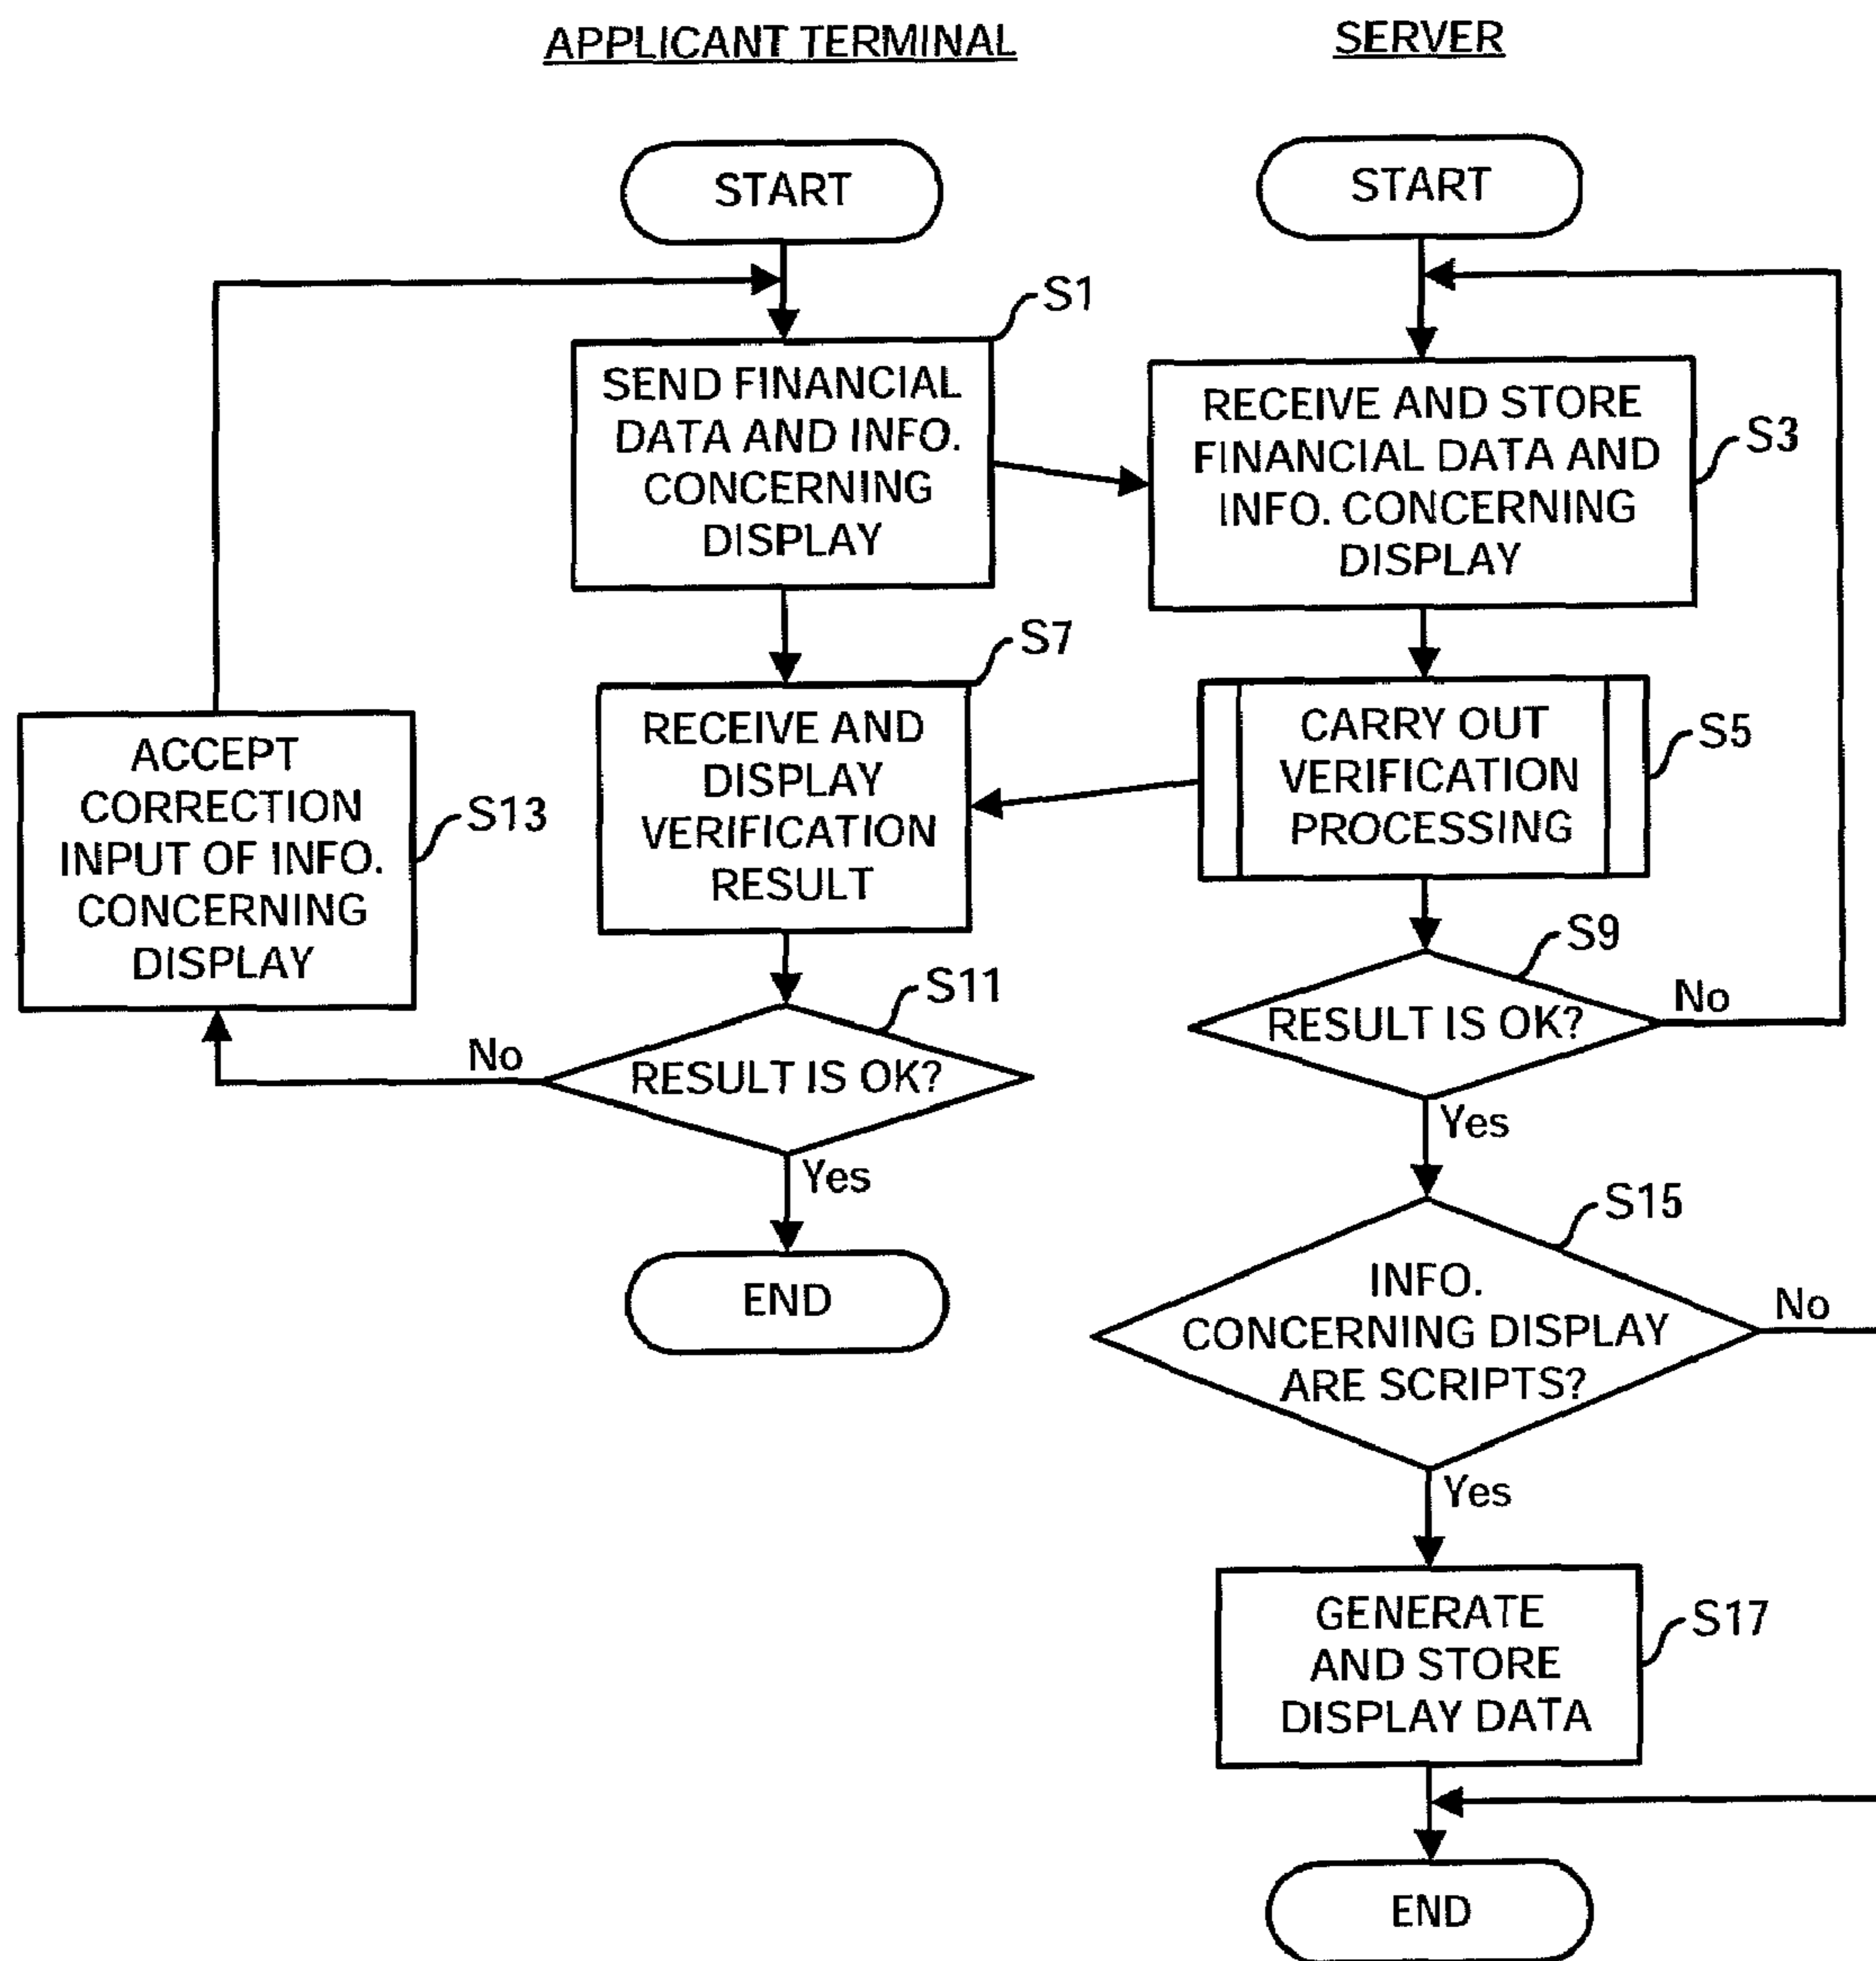 APPLICANT TERMINAL
SERVER
START
START
S1
SEND FINANCIAL
DATA AND INFO.
CONCERNING
DISPLAY
RECEIVE AND STORE
FINANCIAL DATA AND
INFO. CONCERNING
DISPLAY
S3
S7
RECEIVE AND
DISPLAY
VERIFICATION
RESULT
CARRY OUT
VERIFICATION
PROCESSING
S5
ACCEPT
CORRECTION
INPUT OF INFO.
CONCERNING
DISPLAY
S13
S9
RESULT IS OK?
No
S11
No
RESULT IS OK?
Yes
Yes
END
S15
INFO.
CONCERNING DISPLAY
ARE SCRIPTS?
No
Yes
GENERATE
AND STORE
DISPLAY DATA
S17
END